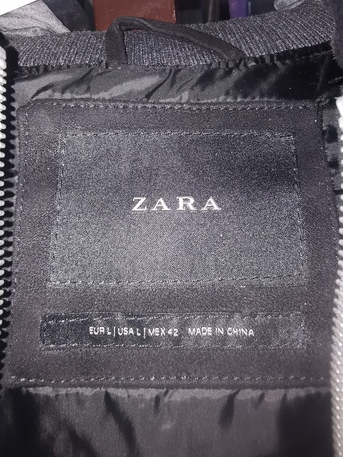 ZARA
EUR L | USA L | MEX 42 MADE IN CHINA